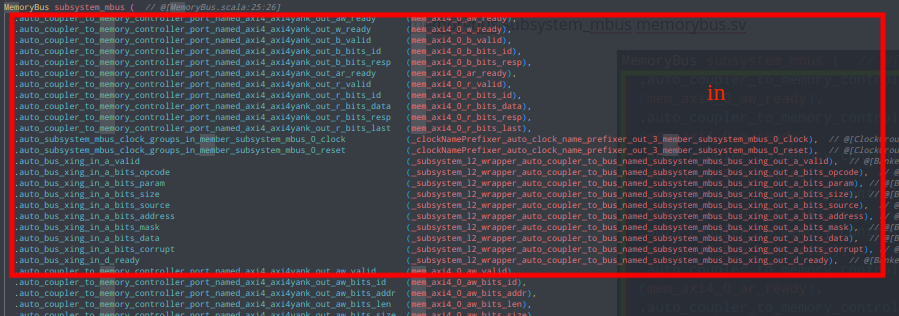 MemoryBus subsystem_mbus (  // @[MemoryBus.scala:25:26]
.auto_coupler_to_memory_controller_port_named_axi4_axi4yank_out_aw_ready (mem_axi4_0_aw_ready),
.auto_coupler_to_memory_controller_port_named_axi4_axi4yank_out_w_ready (mem_axi4_0_w_ready),
subsystem_mbus memorybus.sv
.auto_coupler_to_memory_controller_port_named_axi4_axi4yank_out_b_valid (mem_axi4_0_b_valid),
.auto_coupler_to_memory_controller_port_named_axi4_axi4yank_out_b_bits_id (mem_axi4_0_b_bits_id),
.auto_coupler_to_memory_controller_port_named_axi4_axi4yank_out_b_bits_resp (mem_axi4_0_b_bits_resp),
.auto_coupler_to_memory_controller_port_named_axi4_axi4yank_out_ar_ready (mem_axi4_0_ar_ready),
.auto_coupler_to_memory_controller_port_named_axi4_axi4yank_out_r_valid (mem_axi4_0_r_valid),
.auto_coupler_to_memory_controller_port_named_axi4_axi4yank_out_r_bits_id (mem_axi4_0_r_bits_id),
in
.auto_coupler_to_memory_controller_port_named_axi4_axi4yank_out_r_bits_data (mem_axi4_0_r_bits_data),
.auto_coupler_to_memory_controller_port_named_axi4_axi4yank_out_r_bits_resp (mem_axi4_0_r_bits_resp),
.auto_coupler_to_memory_controller_port_named_axi4_axi4yank_out_r_bits_last (mem_axi4_0_r_bits_last),
.auto_subsystem_mbus_clock_groups_in_member_subsystem_mbus_0_clock (_clockNamePrefixer_auto_clock_name_prefixer_out_3_member_subsystem_mbus_0_clock),  // @[ClockGrou
.auto_subsystem_mbus_clock_groups_in_member_subsystem_mbus_0_reset (_clockNamePrefixer_auto_clock_name_prefixer_out_3_member_subsystem_mbus_0_reset),  // @[ClockGrou
.auto_bus_xing_in_a_valid (_subsystem_l2_wrapper_auto_coupler_to_bus_named_subsystem_mbus_bus_xing_out_a_valid),  // @[Banke
.auto_bus_xing_in_a_bits_opcode (_subsystem_l2_wrapper_auto_coupler_to_bus_named_subsystem_mbus_bus_xing_out_a_bits_opcode),  // @
.auto_bus_xing_in_a_bits_param (_subsystem_l2_wrapper_auto_coupler_to_bus_named_subsystem_mbus_bus_xing_out_a_bits_param),  // @[
.auto_bus_xing_in_a_bits_size (_subsystem_l2_wrapper_auto_coupler_to_bus_named_subsystem_mbus_bus_xing_out_a_bits_size),  // @[B
.auto_bus_xing_in_a_bits_source (_subsystem_l2_wrapper_auto_coupler_to_bus_named_subsystem_mbus_bus_xing_out_a_bits_source),  // @
.auto_bus_xing_in_a_bits_address (_subsystem_l2_wrapper_auto_coupler_to_bus_named_subsystem_mbus_bus_xing_out_a_bits_address),  // @
.auto_bus_xing_in_a_bits_mask (_subsystem_l2_wrapper_auto_coupler_to_bus_named_subsystem_mbus_bus_xing_out_a_bits_mask),  // @[B
.auto_bus_xing_in_a_bits_data (_subsystem_l2_wrapper_auto_coupler_to_bus_named_subsystem_mbus_bus_xing_out_a_bits_data),  // @[B
.auto_bus_xing_in_a_bits_corrupt (_subsystem_l2_wrapper_auto_coupler_to_bus_named_subsystem_mbus_bus_xing_out_a_bits_corrupt),  // @
.auto_bus_xing_in_d_ready (_subsystem_l2_wrapper_auto_coupler_to_bus_named_subsystem_mbus_bus_xing_out_d_ready),  // @[Banke
.auto_coupler_to_memory_controller_port_named_axi4_axi4yank_out_aw_valid (mem_axi4_0_aw_valid),
.auto_coupler_to_memory_controller_port_named_axi4_axi4yank_out_aw_bits_id (mem_axi4_0_aw_bits_id),
.auto_coupler_to_memory_controller_port_named_axi4_axi4yank_out_aw_bits_addr (mem_axi4_0_aw_bits_addr),
.auto_coupler_to_memory_controller_port_named_axi4_axi4yank_out_aw_bits_len (mem_axi4_0_aw_bits_len),
.auto_coupler_to_memory_controller_port_named_axi4_axi4yank_out_aw_bits_size (mem_axi4_0_aw_bits_size),